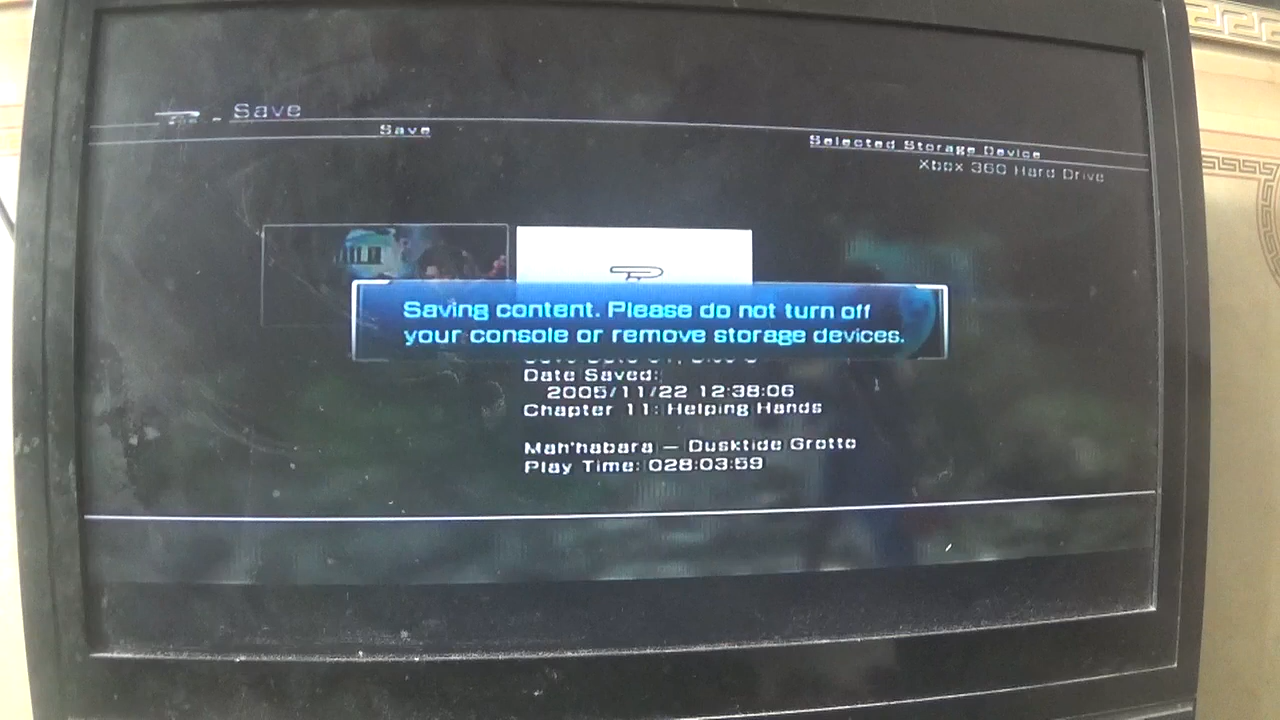 Save
Save
Selected Storage Device
Xbox 360 Hard Drive
Saving content. Please do not turn off
your console or remove storage devices.
Date Saved:
2005/11/22 12:38:06
Chapter 11: Helping Hands
Mah'habara – Dusktide Grotto
Play Time: 028:03:59